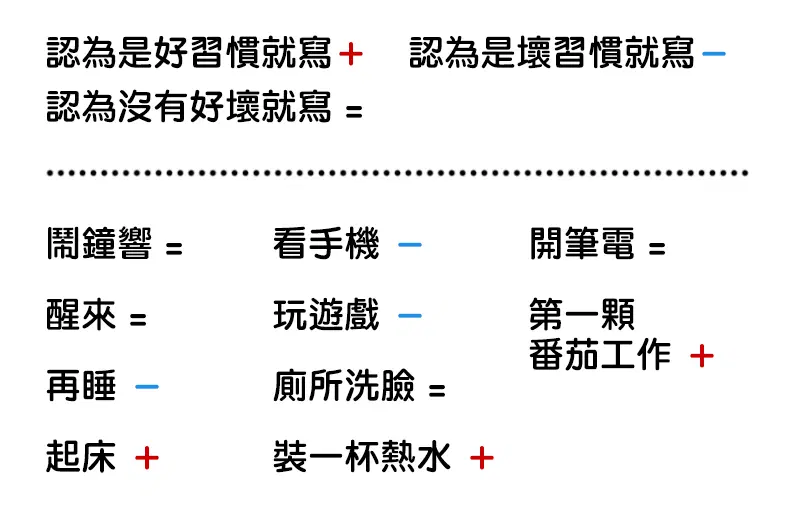 認為是好習慣就寫+ 認為是壞習慣就寫-
認為沒有好壞就寫 =
鬧鐘響 =
醒來 =
再睡 -
起床 +
看手機 -
玩遊戲 -
廁所洗臉 =
裝一杯熱水 +
開筆電 =
第一顆
番茄工作 +